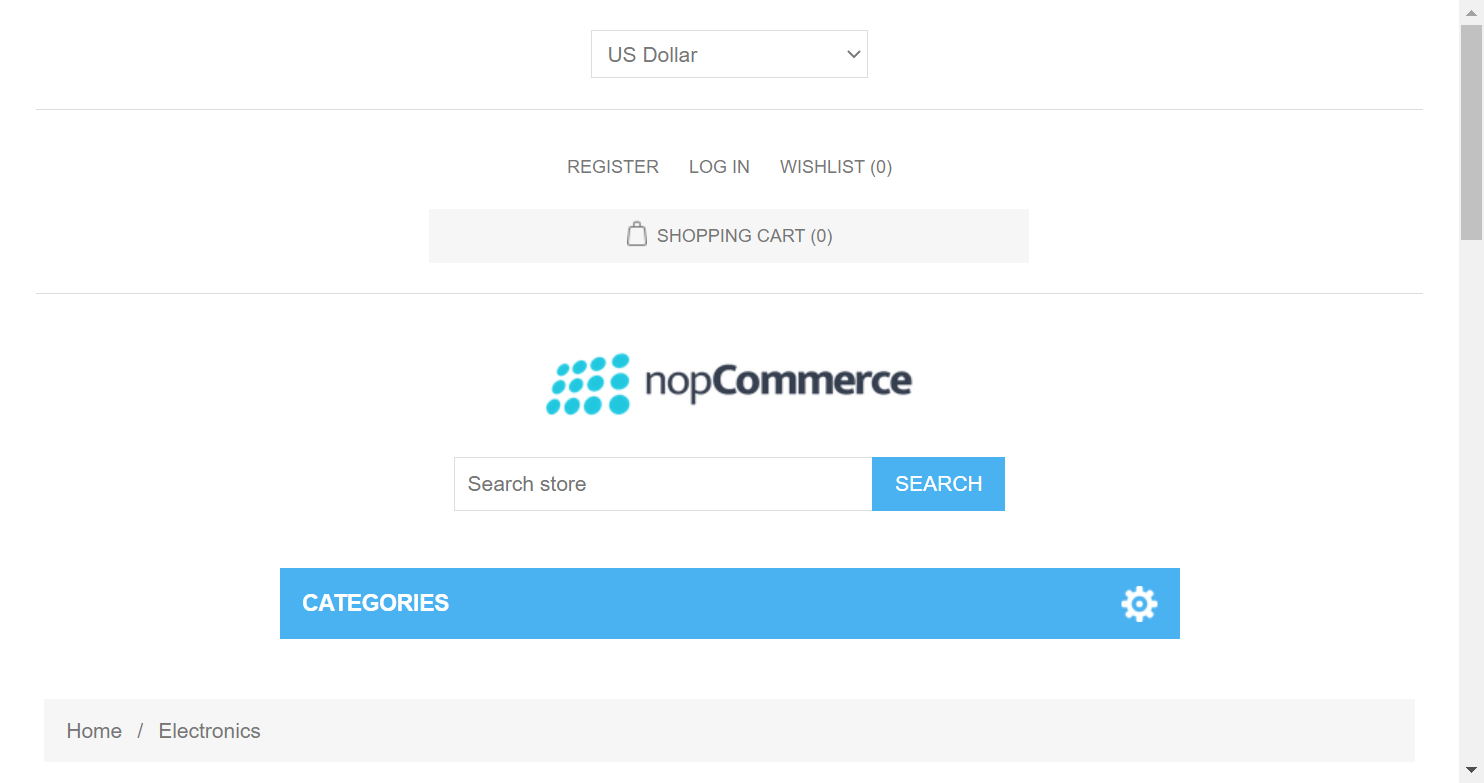 US Dollar
REGISTER LOG IN WISHLIST (0)
SHOPPING CART (0)
nopCommerce
Search store SEARCH
CATEGORIES
Home / Electronics